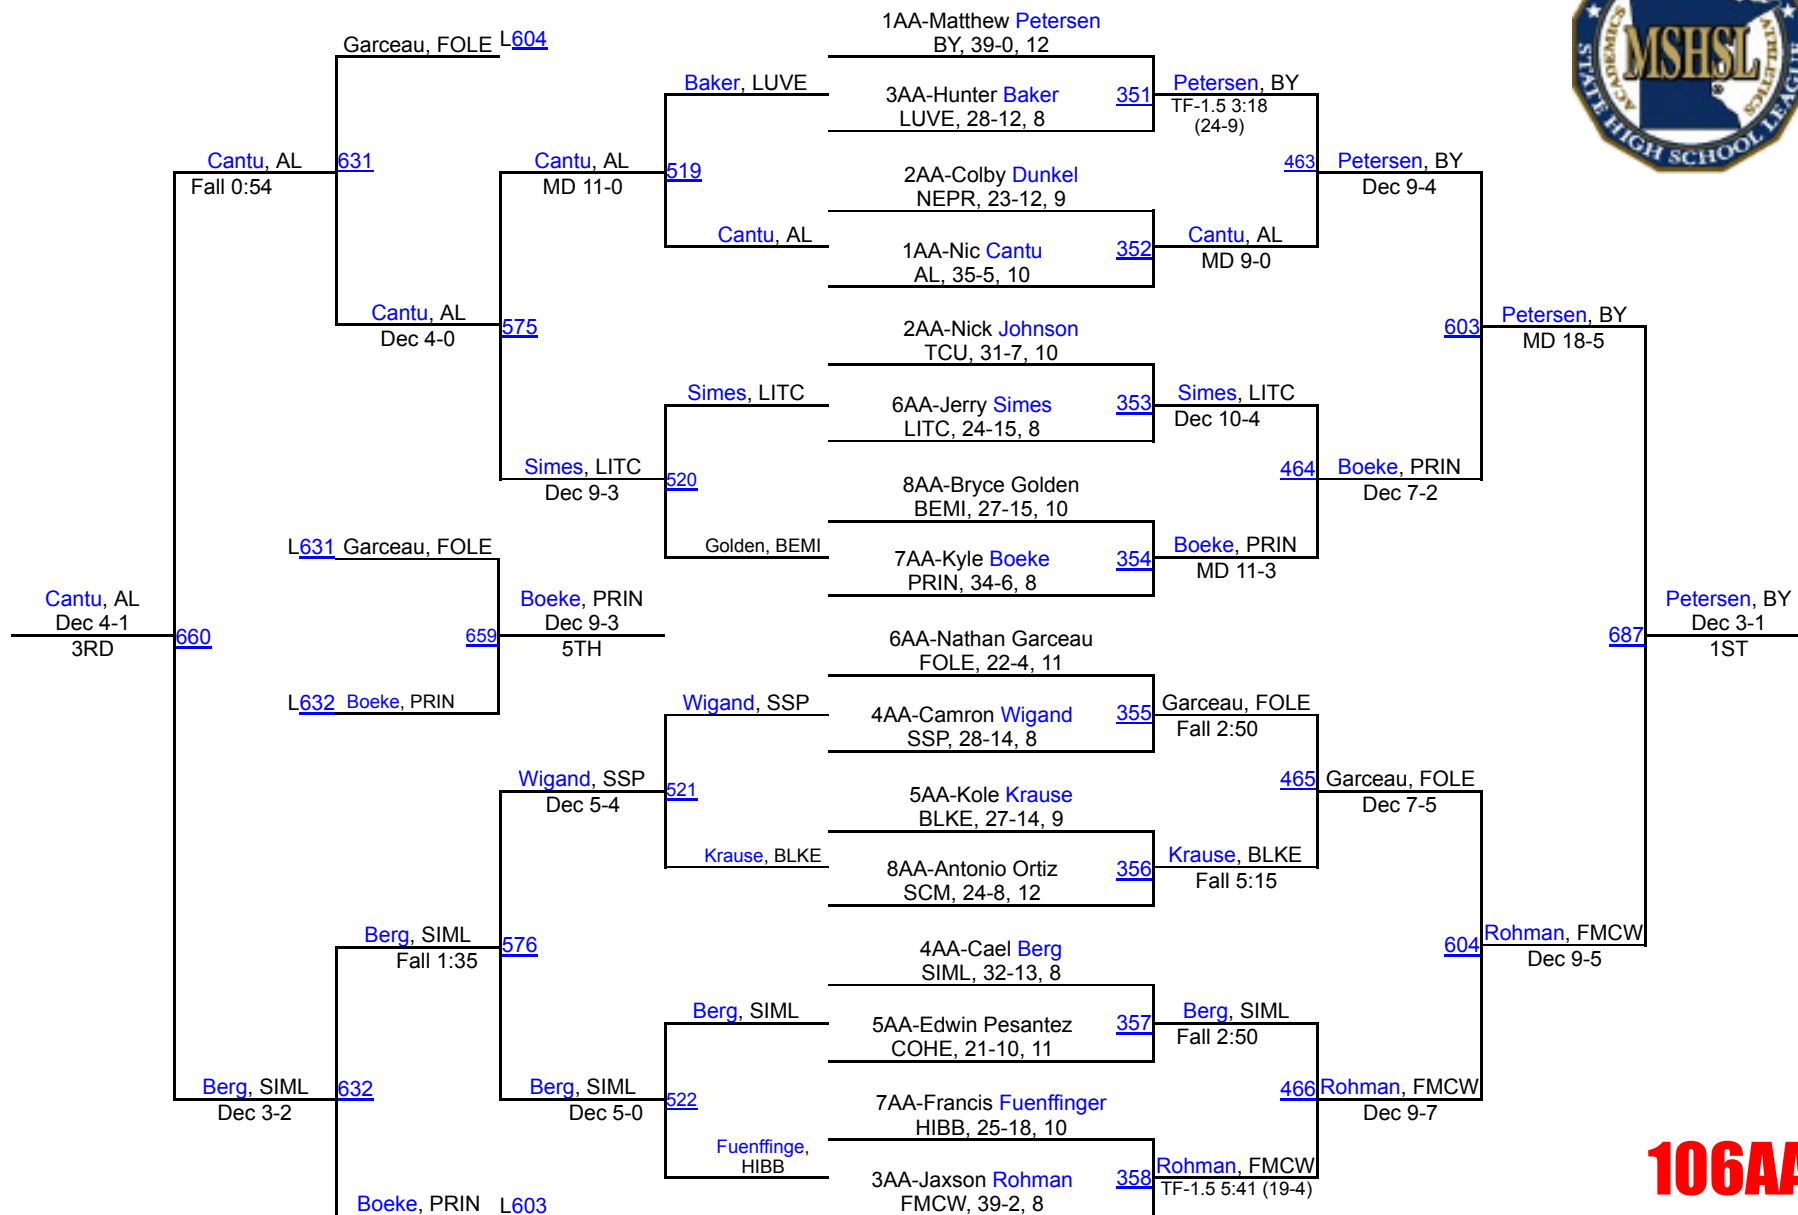 1AA-Matthew Petersen
BY, 39-0, 12
Garceau, FOLE L604
Baker, LUVE
3AA-Hunter Baker
LUVE, 28-12, 8
351
Petersen, BY
TF-1.5 3:18
(24-9)
Cantu, AL
Fall 0:54
631
Cantu, AL
MD 11-0
519
2AA-Colby Dunkel
NEPR, 23-12, 9
463
Petersen, BY
Dec 9-4
Cantu, AL
1AA-Nic Cantu
AL, 35-5, 10
352
Cantu, AL
MD 9-0
Cantu, AL
Dec 4-0
575
2AA-Nick Johnson
TCU, 31-7, 10
603
Petersen, BY
MD 18-5
Simes, LITC
6AA-Jerry Simes
LITC, 24-15, 8
353
Simes, LITC
Dec 10-4
Simes, LITC
Dec 9-3
520
8AA-Bryce Golden
BEMI, 27-15, 10
464
Boeke, PRIN
Dec 7-2
L631 Garceau, FOLE
Golden, BEMI
7AA-Kyle Boeke
PRIN, 34-6, 8
354
Boeke, PRIN
MD 11-3
Cantu, AL
Dec 4-1
3RD
660
659
Boeke, PRIN
Dec 9-3
5TH
6AA-Nathan Garceau
FOLE, 22-4, 11
687
Petersen, BY
Dec 3-1
1ST
L632 Boeke, PRIN
Wigand, SSP
4AA-Camron Wigand
SSP, 28-14, 8
355
Garceau, FOLE
Fall 2:50
Wigand, SSP
Dec 5-4
521
5AA-Kole Krause
BLKE, 27-14, 9
465
Garceau, FOLE
Dec 7-5
Krause, BLKE
8AA-Antonio Ortiz
SCM, 24-8, 12
356
Krause, BLKE
Fall 5:15
Berg, SIML
Fall 1:35
576
4AA-Cael Berg
SIML, 32-13, 8
604
Rohman, FMCW
Dec 9-5
Berg, SIML
5AA-Edwin Pesantez
COHE, 21-10, 11
357
Berg, SIML
Fall 2:50
Berg, SIML
Dec 3-2
632
Berg, SIML
Dec 5-0
522
7AA-Francis Fuenffinger
HIBB, 25-18, 10
466
Rohman, FMCW
Dec 9-7
Fuenffinge,
HIBB
3AA-Jaxson Rohman
FMCW, 39-2, 8
358
Rohman, FMCW
TF-1.5 5:41 (19-4)
Boeke, PRIN L603
106AA
MSHSL
ACADEMICS
ATHLETICS
STATE HIGH SCHOOL LEAGUE